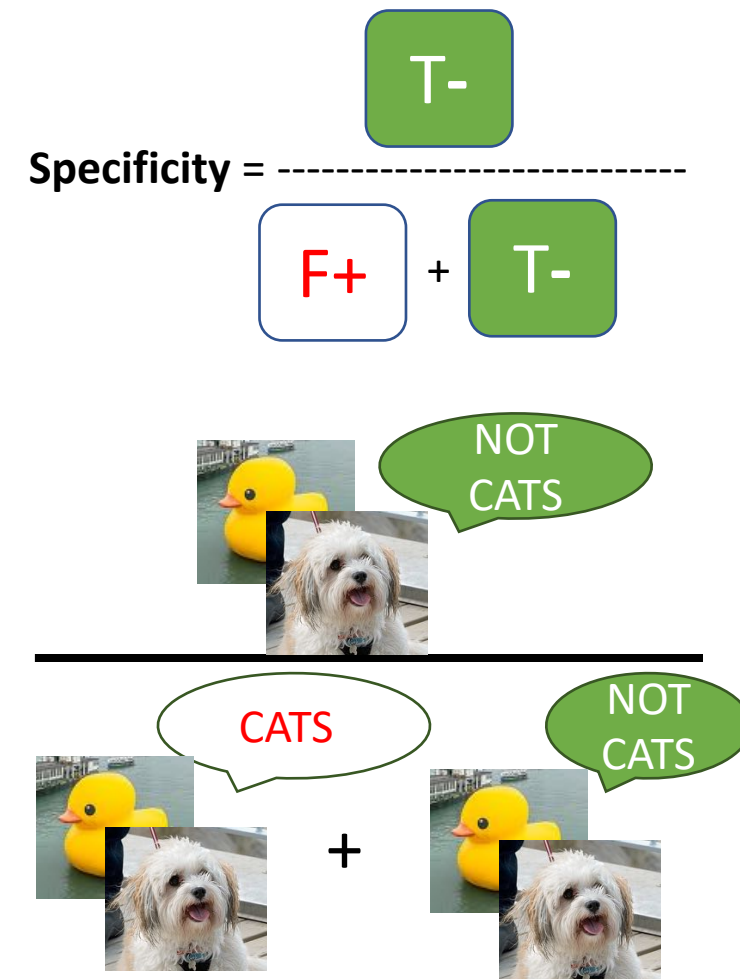 T-
Specificity = ----------------------------
F+ + T-
NOT
CATS
CATS
NOT
CATS
+